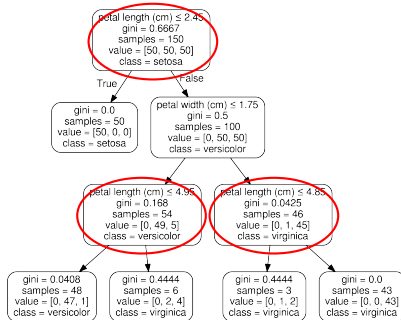 petal length (cm) ≤ 2.45
gini = 0.6667
samples = 150
value = [50, 50, 50]
class = setosa
True
False
gini = 0.0
samples = 50
value = [50, 0, 0]
class = setosa
petal width (cm) ≤ 1.75
gini = 0.5
samples = 100
value = [0, 50, 50]
class = versicolor
petal length (cm) ≤ 4.95
gini = 0.168
samples = 54
value = [0, 49, 5]
class = versicolor
petal length (cm) ≤ 4.85
gini = 0.0425
samples = 46
value = [0, 1, 45]
class = virginica
gini = 0.0408
samples = 48
value = [0, 47, 1]
class = versicolor
gini = 0.4444
samples = 6
value = [0, 2, 4]
class = virginica
gini = 0.4444
samples = 3
value = [0, 1, 2]
class = virginica
gini = 0.0
samples = 43
value = [0, 0, 43]
class = virginica